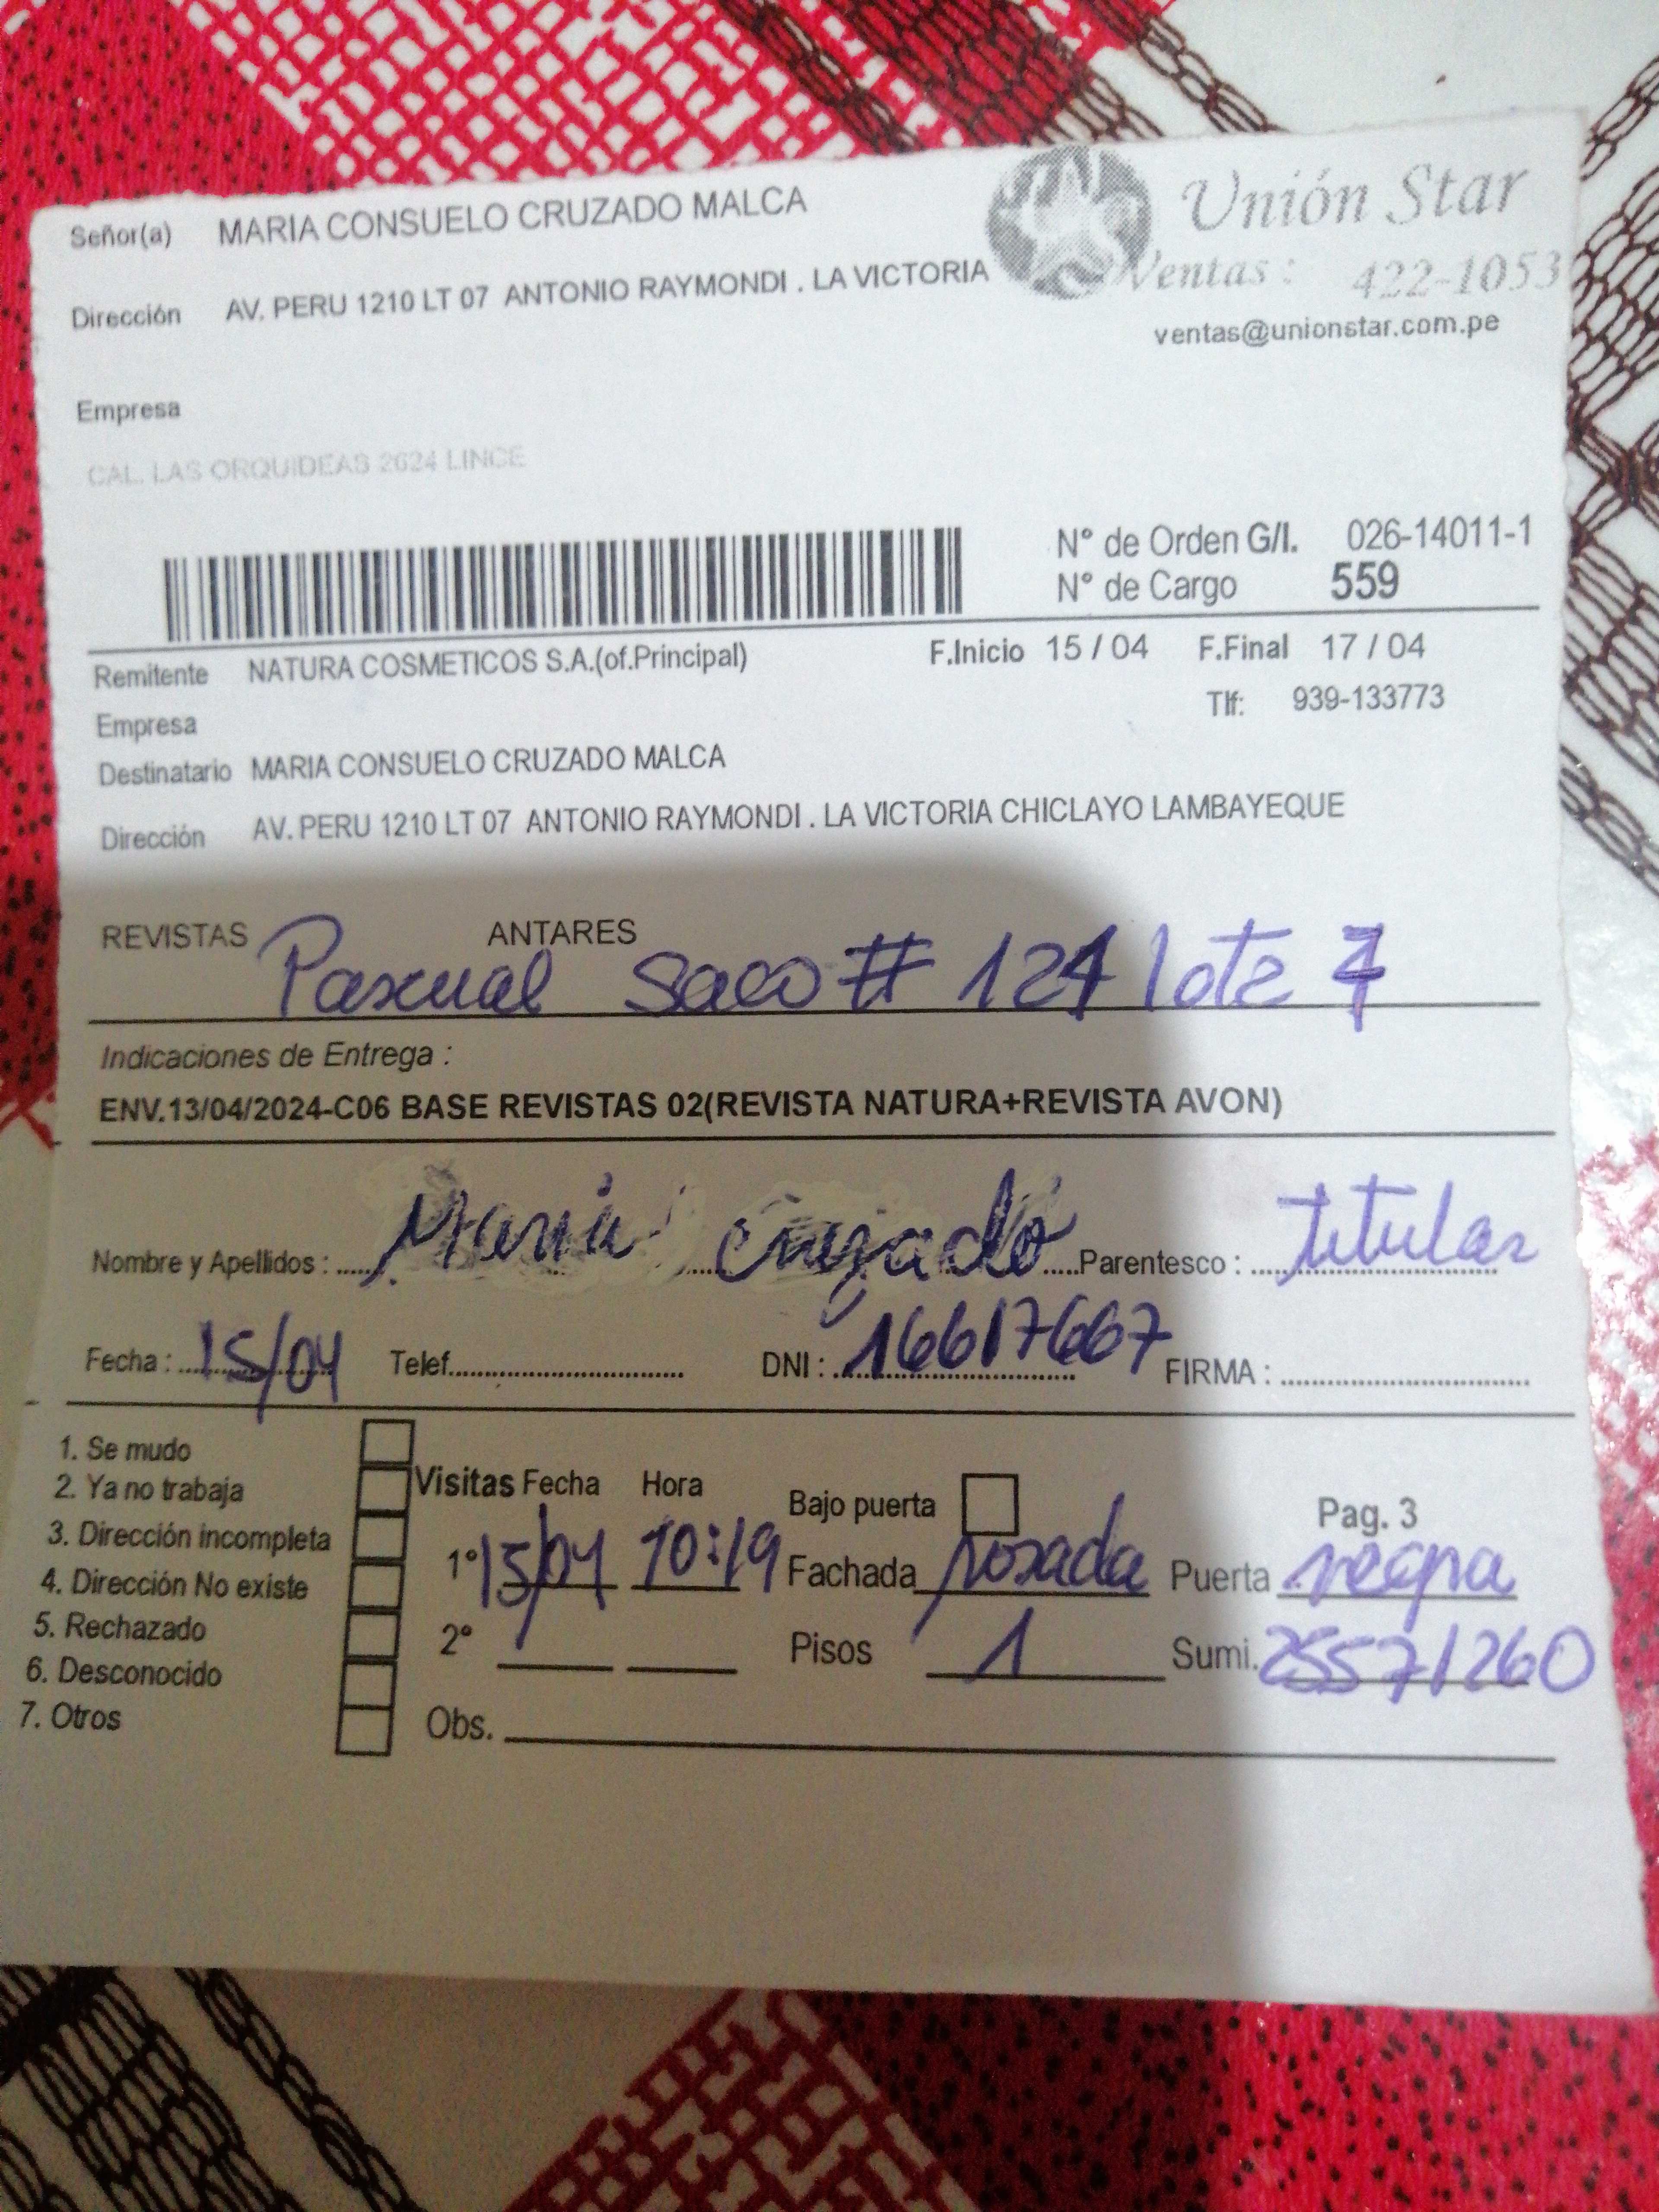 Señor(a) MARIA CONSUELO CRUZADO MALCA
Unión Star
Dirección AV. PERU 1210 LT 07 ANTONIO RAYMONDI . LA VICTORIA
Ventas : 422-1053
ventas@unionstar.com.pe
Empresa
CAL. LAS ORQUIDEAS 2624 LINCE
N° de Orden G/I. 026-14011-1
N° de Cargo 559
Remitente NATURA COSMETICOS S.A.(of.Principal) F.Inicio 15 / 04 F.Final 17 / 04
Empresa Tlf: 939-133773
Destinatario MARIA CONSUELO CRUZADO MALCA
Dirección AV. PERU 1210 LT 07 ANTONIO RAYMONDI . LA VICTORIA CHICLAYO LAMBAYEQUE
REVISTAS ANTARES
Pascual Saco # lote
Indicaciones de Entrega :
ENV.13/04/2024-C06 BASE REVISTAS 02(REVISTA NATURA+REVISTA AVON)
Nombre y Apellidos : Maria Cruzado Parentesco : titular
Fecha : 15/04 Telef. DNI : 16617667 FIRMA :
1. Se mudo
2. Ya no trabaja
3. Dirección incompleta
4. Dirección No existe
5. Rechazado
6. Desconocido
7. Otros
Visitas Fecha Hora Bajo puerta Pag. 3
1° 15/04 10:19 Fachada rosada Puerta negra
2° Pisos 1 Sumi. 25571260
Obs.